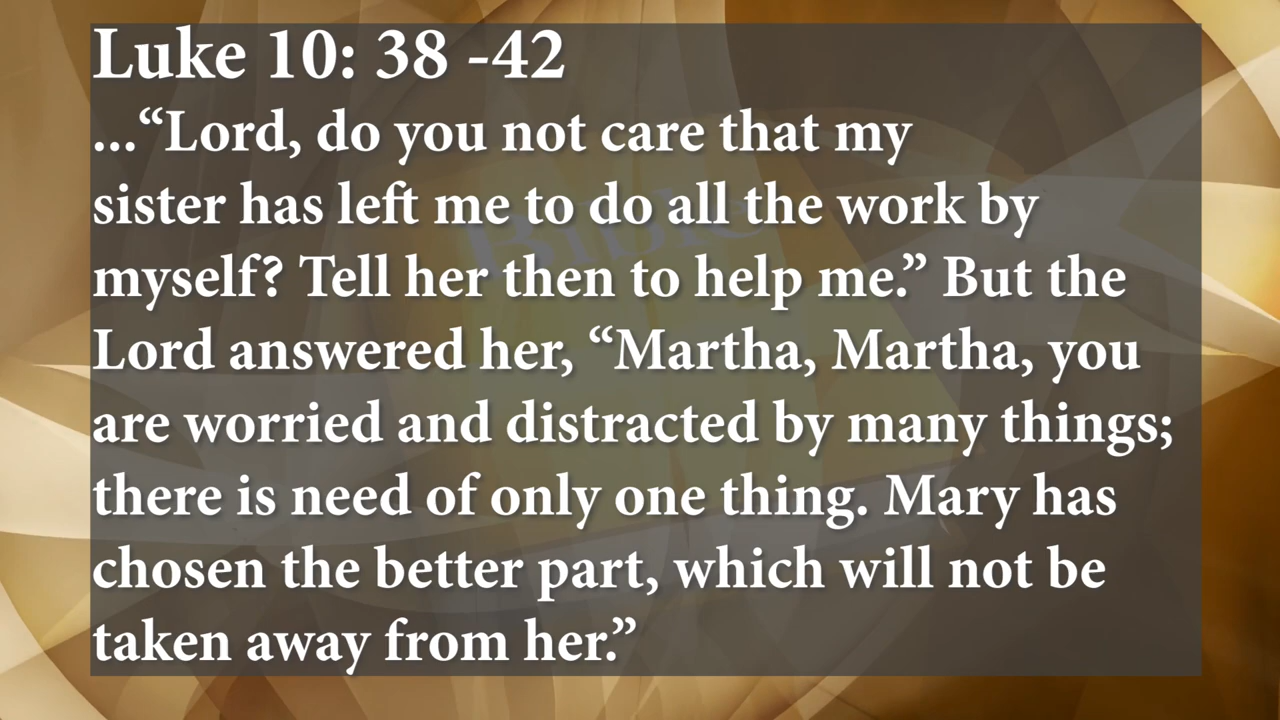 Luke 10: 38 -42
..."Lord, do you not care that my
sister has left me to do all the work by
myself? Tell her then to help me." But the
Lord answered her, "Martha, Martha, you
are worried and distracted by many things;
there is need of only one thing. Mary has
chosen the better part, which will not be
taken away from her."
Bible